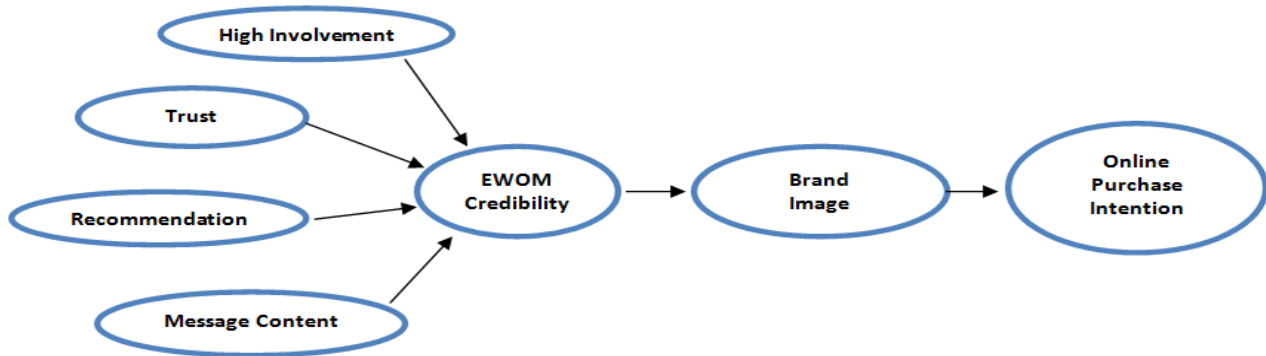 High Involvement
Trust
Recommendation
Message Content
EWOM
Credibility
Brand
Image
Online
Purchase
Intention